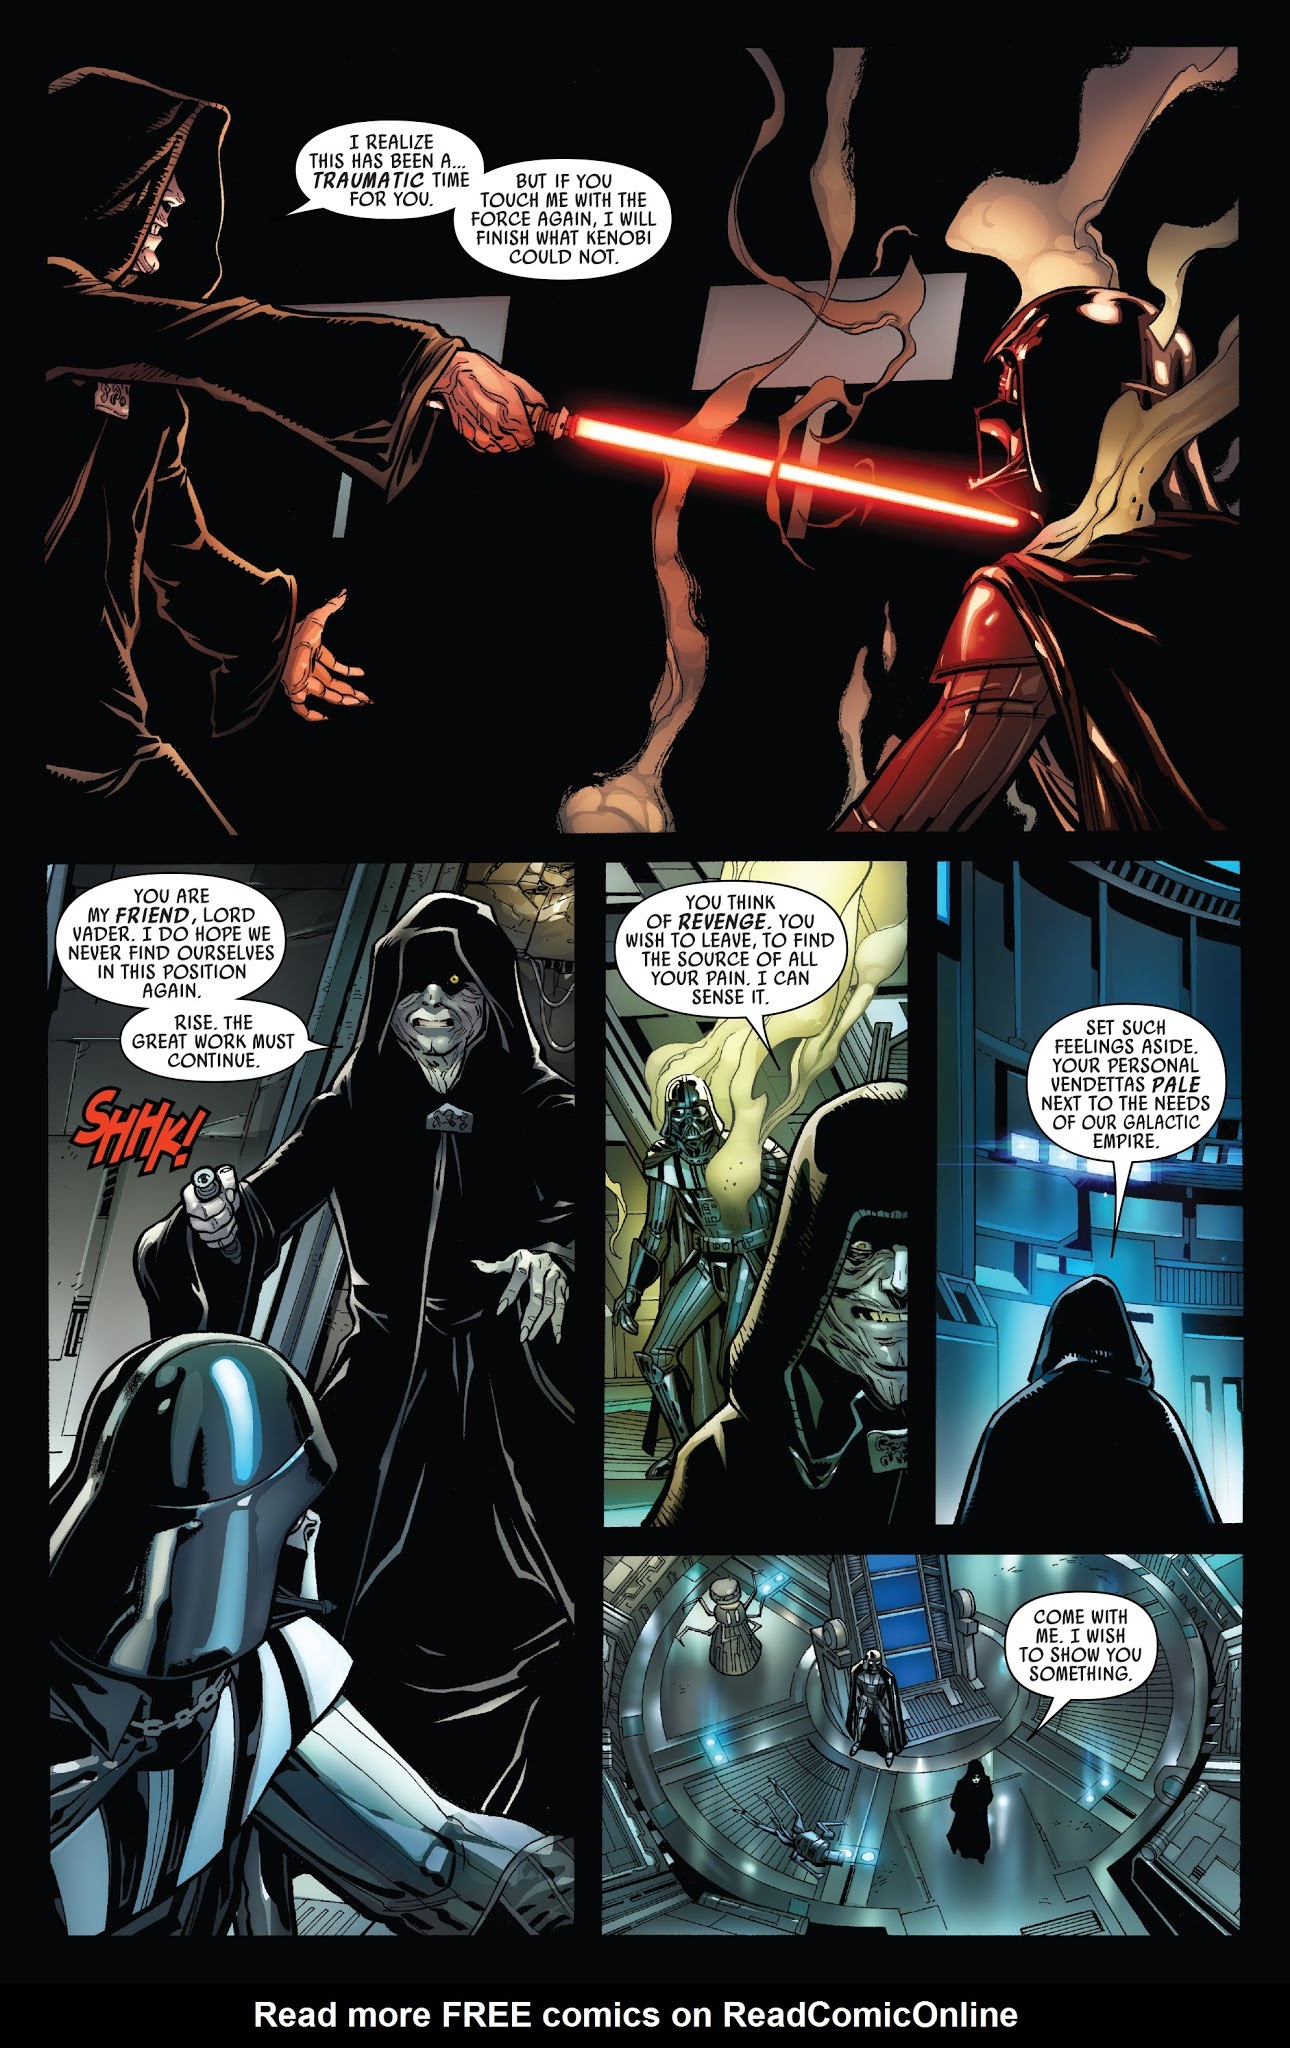 I REALIZE
THIS HAS BEEN A...
TRAUMATIC TIME
FOR YOU.
BUT IF YOU
TOUCH ME WITH THE
FORCE AGAIN, I WILL
FINISH WHAT KENOBI
COULD NOT.
YOU ARE
MY FRIEND, LORD
VADER. I DO HOPE WE
NEVER FIND OURSELVES
IN THIS POSITION
AGAIN.
RISE. THE
GREAT WORK MUST
CONTINUE.
SHHK!
YOU THINK
OF REVENGE. YOU
WISH TO LEAVE, TO FIND
THE SOURCE OF ALL
YOUR PAIN. I CAN
SENSE IT.
SET SUCH
FEELINGS ASIDE.
YOUR PERSONAL
VENDETTAS PALE
NEXT TO THE NEEDS
OF OUR GALACTIC
EMPIRE.
COME WITH
ME. I WISH
TO SHOW YOU
SOMETHING.
Read more FREE comics on ReadComicOnline